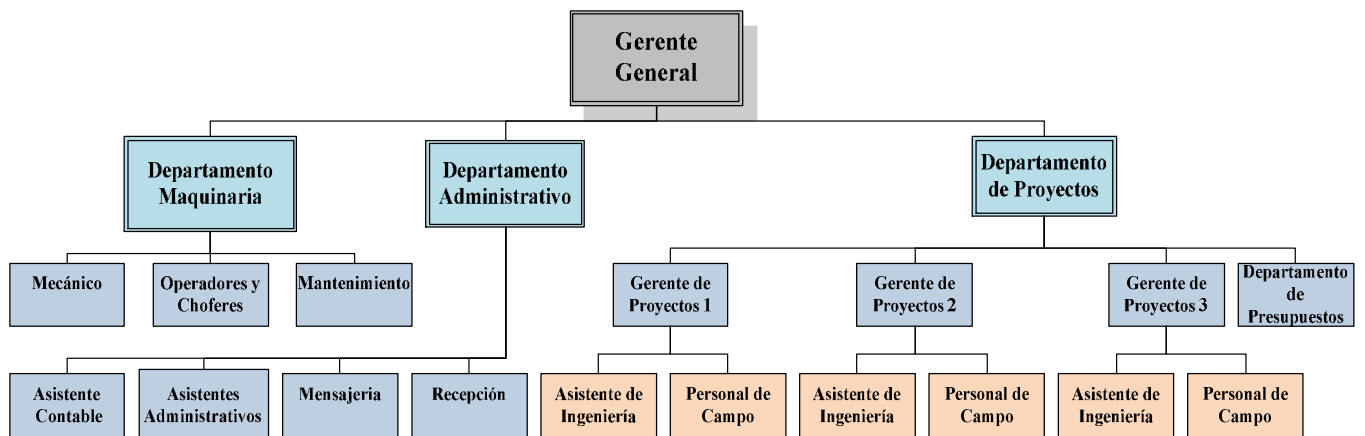 Gerente
General
Departamento
Maquinaria
Departamento
Administrativo
Departamento
de Proyectos
Mecánico
Operadores y
Choferes
Mantenimiento
Gerente de
Proyectos 1
Gerente de
Proyectos 2
Gerente de
Proyectos 3
Departamento
de
Presupuestos
Asistente
Contable
Asistentes
Administrativos
Mensajeria
Recepción
Asistente de
Ingeniería
Personal de
Campo
Asistente de
Ingeniería
Personal de
Campo
Asistente de
Ingeniería
Personal de
Campo